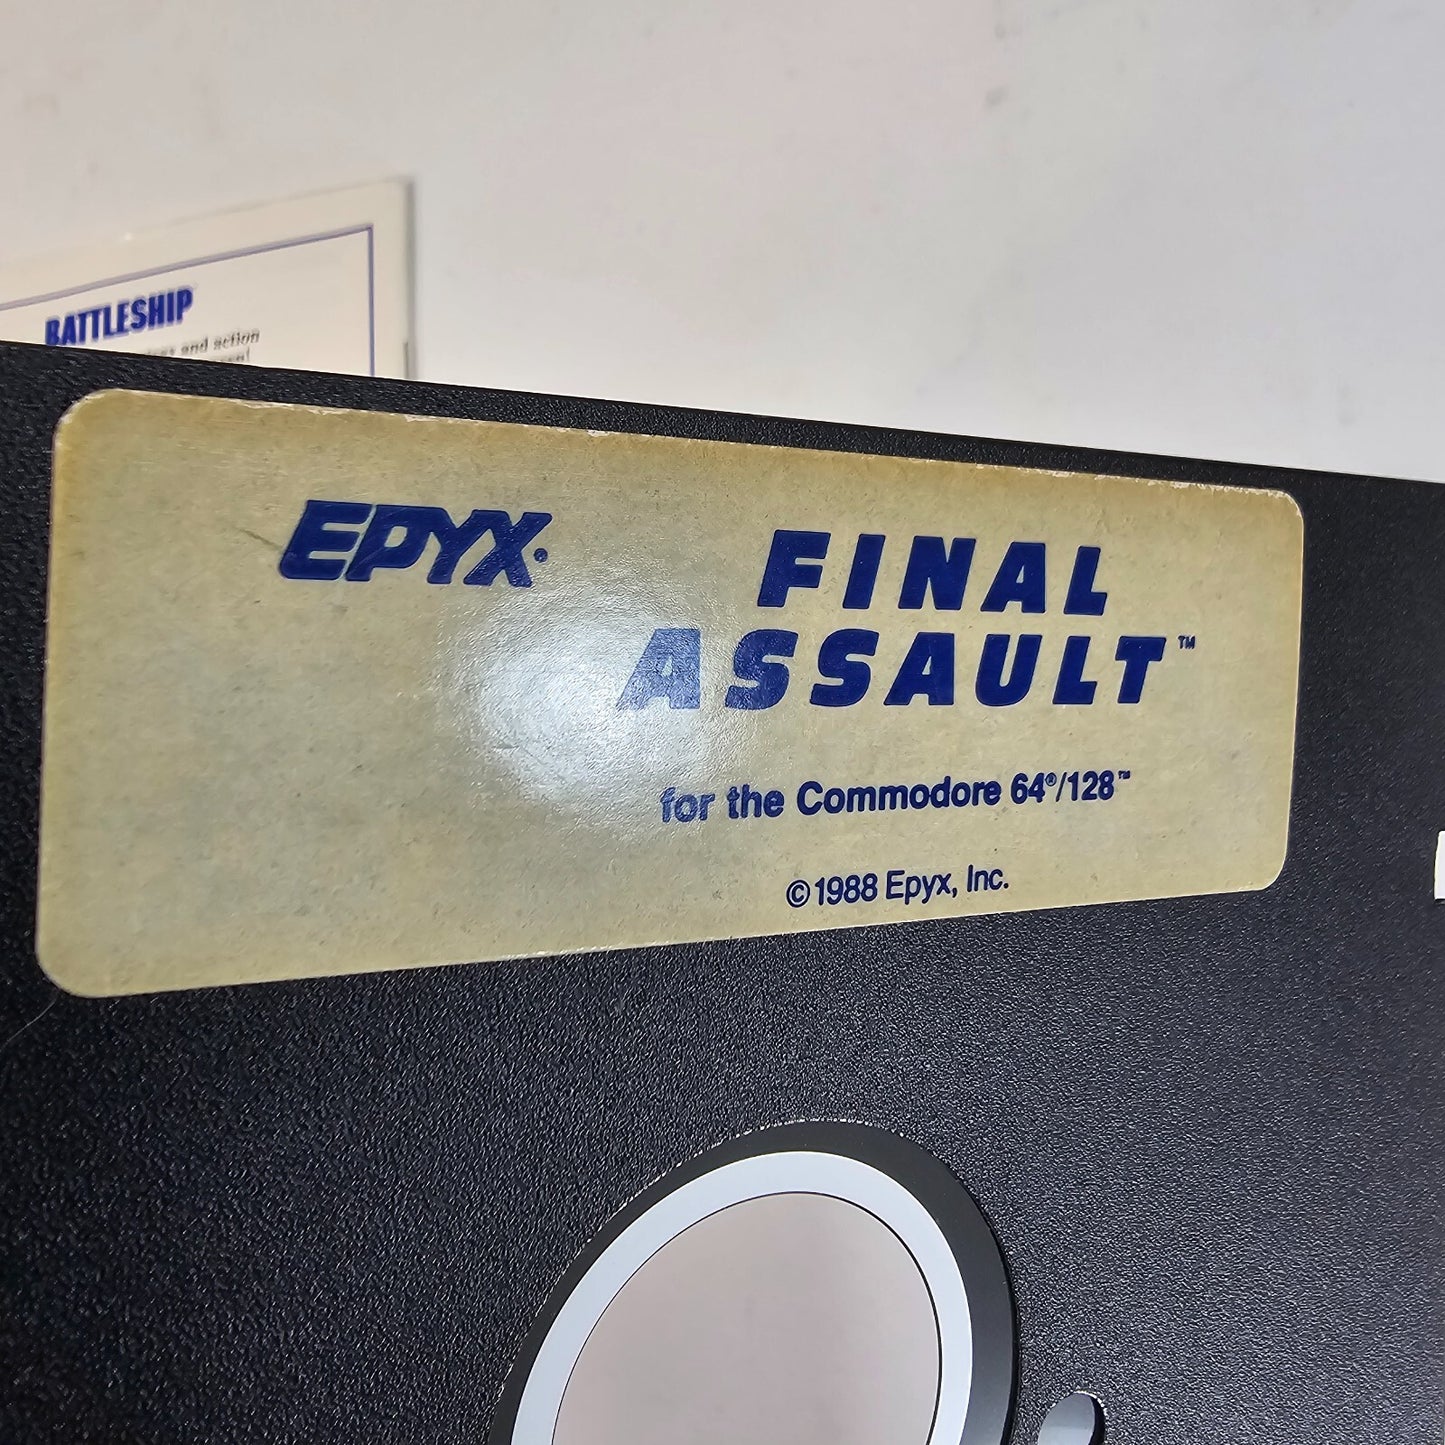 BATTLESHIP
and action
EPYX®
FINAL
ASSAULT™
for the Commodore 64®/128™
©1988 Epyx, Inc.